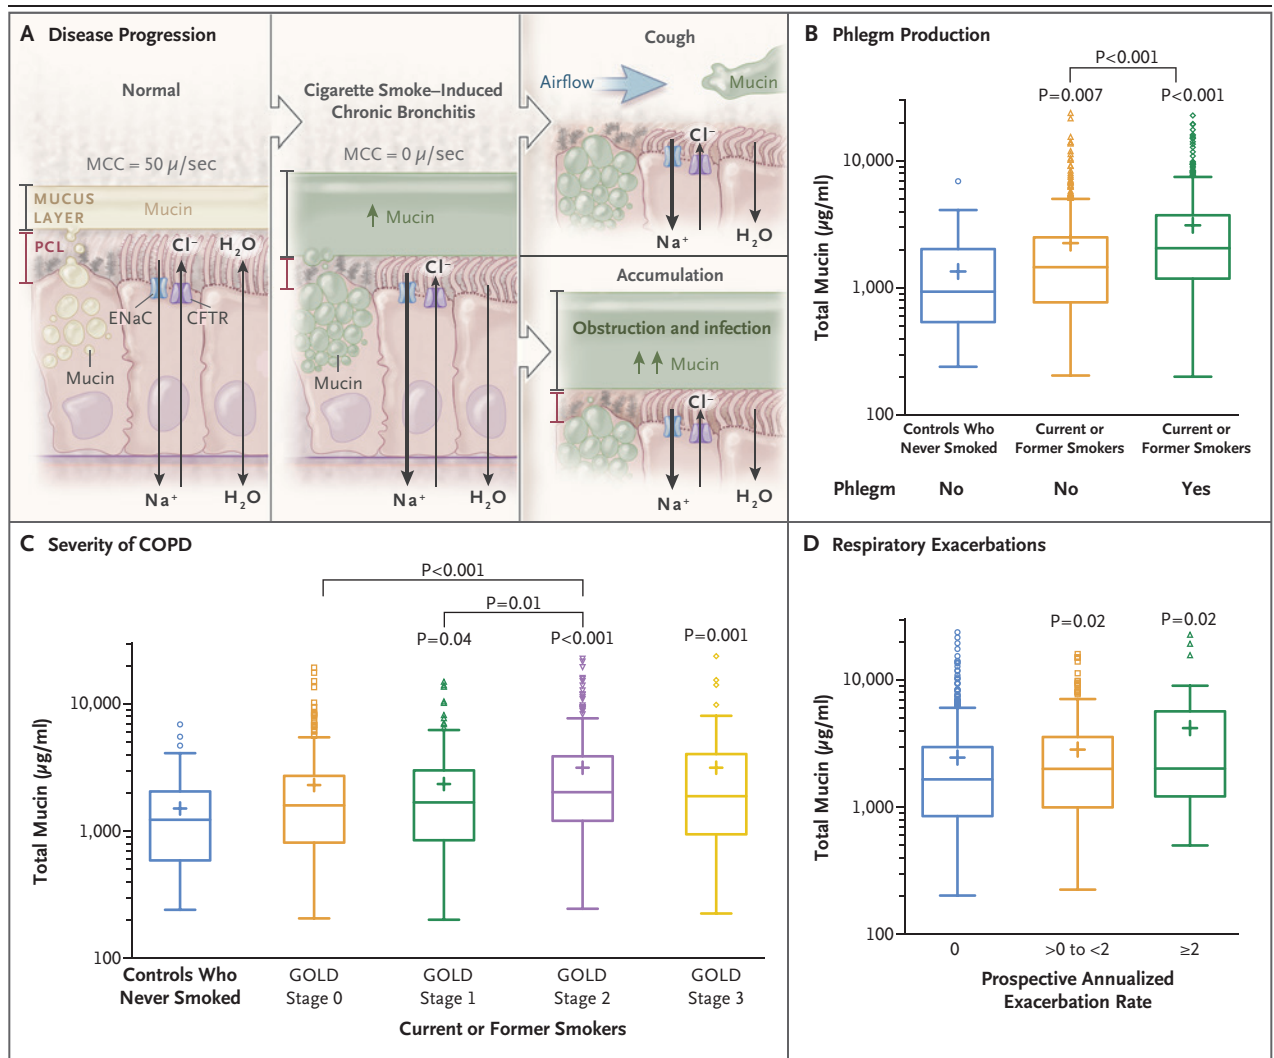 A Disease Progression
Normal
MCC = 50 µ/sec
MUCUS
LAYER
Mucin
PCL
Cl⁻
H₂O
ENaC
CFTR
Mucin
Na⁺
H₂O
Cigarette Smoke–Induced
Chronic Bronchitis
MCC = 0 µ/sec
Mucin
Cl⁻
Mucin
Na⁺
H₂O
Cough
Airflow
Mucin
Cl⁻
Na⁺
H₂O
Accumulation
Obstruction and infection
Mucin
Cl⁻
Na⁺
H₂O
B Phlegm Production
P<0.001
P=0.007
P<0.001
Total Mucin (µg/ml)
10,000
1,000
100
Controls Who
Never Smoked
Current or
Former Smokers
Current or
Former Smokers
Phlegm No No Yes
C Severity of COPD
P<0.001
P=0.01
P=0.04
P<0.001
P=0.001
Total Mucin (µg/ml)
10,000
1,000
100
Controls Who
Never Smoked
GOLD
Stage 0
GOLD
Stage 1
GOLD
Stage 2
GOLD
Stage 3
Current or Former Smokers
D Respiratory Exacerbations
P=0.02
P=0.02
Total Mucin (µg/ml)
10,000
1,000
100
0 >0 to <2 ≥2
Prospective Annualized
Exacerbation Rate